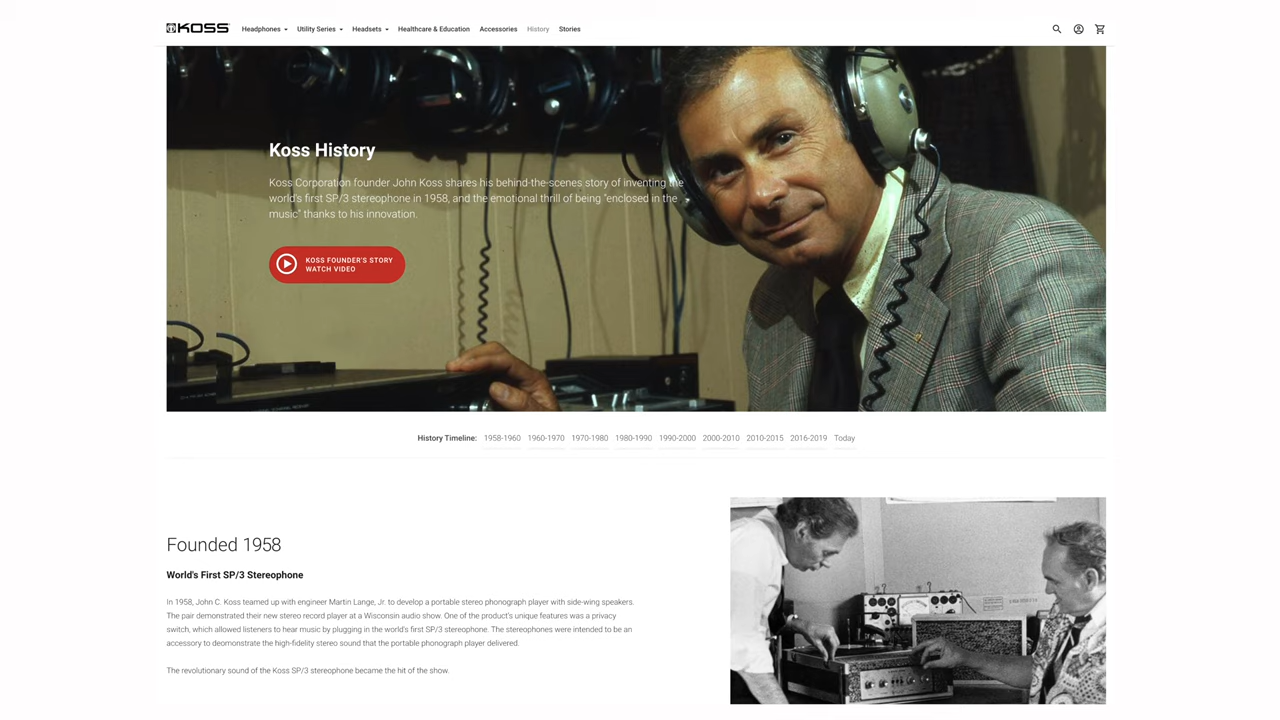 KOSS
Headphones Utility Series Headsets Healthcare & Education Accessories History Stories
Koss History
Koss Corporation founder John Koss shares his behind-the-scenes story of inventing the
world's first SP/3 stereophone in 1958, and the emotional thrill of being "enclosed in the
music" thanks to his innovation.
KOSS FOUNDER'S STORY
WATCH VIDEO
History Timeline: 1958-1960 1960-1970 1970-1980 1980-1990 1990-2000 2000-2010 2010-2015 2016-2019 Today
Founded 1958
World's First SP/3 Stereophone
In 1958, John C. Koss teamed up with engineer Martin Lange, Jr. to develop a portable stereo phonograph player with side-wing speakers.
The pair demonstrated their new stereo record player at a Wisconsin audio show. One of the product's unique features was a privacy
switch, which allowed listeners to hear music by plugging in the world's first SP/3 stereophone. The stereophones were intended to be an
accessory to deomonstrate the high-fidelity stereo sound that the portable phonograph player delivered.
The revolutionary sound of the Koss SP/3 stereophone became the hit of the show.